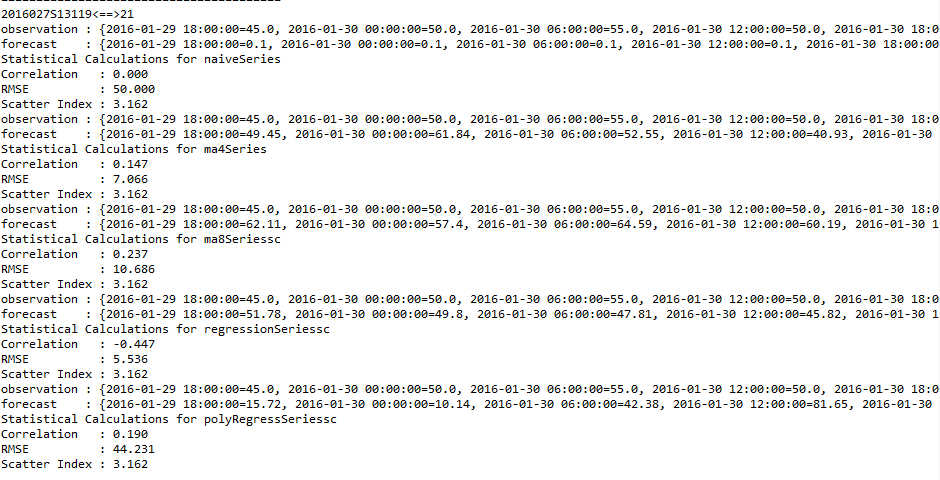 2016027S13119<==>21
observation : {2016-01-29 18:00:00=45.0, 2016-01-30 00:00:00=50.0, 2016-01-30 06:00:00=55.0, 2016-01-30 12:00:00=50.0, 2016-01-30 18:0
forecast    : {2016-01-29 18:00:00=0.1, 2016-01-30 00:00:00=0.1, 2016-01-30 06:00:00=0.1, 2016-01-30 12:00:00=0.1, 2016-01-30 18:00:00
Statistical Calculations for naiveSeries
Correlation   : 0.000
RMSE          : 50.000
Scatter Index : 3.162
observation : {2016-01-29 18:00:00=45.0, 2016-01-30 00:00:00=50.0, 2016-01-30 06:00:00=55.0, 2016-01-30 12:00:00=50.0, 2016-01-30 18:0
forecast    : {2016-01-29 18:00:00=49.45, 2016-01-30 00:00:00=61.84, 2016-01-30 06:00:00=52.55, 2016-01-30 12:00:00=40.93, 2016-01-30
Statistical Calculations for ma4Series
Correlation   : 0.147
RMSE          : 7.066
Scatter Index : 3.162
observation : {2016-01-29 18:00:00=45.0, 2016-01-30 00:00:00=50.0, 2016-01-30 06:00:00=55.0, 2016-01-30 12:00:00=50.0, 2016-01-30 18:0
forecast    : {2016-01-29 18:00:00=62.11, 2016-01-30 00:00:00=57.4, 2016-01-30 06:00:00=64.59, 2016-01-30 12:00:00=60.19, 2016-01-30 1
Statistical Calculations for ma8Seriessc
Correlation   : 0.237
RMSE          : 10.686
Scatter Index : 3.162
observation : {2016-01-29 18:00:00=45.0, 2016-01-30 00:00:00=50.0, 2016-01-30 06:00:00=55.0, 2016-01-30 12:00:00=50.0, 2016-01-30 18:0
forecast    : {2016-01-29 18:00:00=51.78, 2016-01-30 00:00:00=49.8, 2016-01-30 06:00:00=47.81, 2016-01-30 12:00:00=45.82, 2016-01-30 1
Statistical Calculations for regressionSeriessc
Correlation   : -0.447
RMSE          : 5.536
Scatter Index : 3.162
observation : {2016-01-29 18:00:00=45.0, 2016-01-30 00:00:00=50.0, 2016-01-30 06:00:00=55.0, 2016-01-30 12:00:00=50.0, 2016-01-30 18:0
forecast    : {2016-01-29 18:00:00=15.72, 2016-01-30 00:00:00=10.14, 2016-01-30 06:00:00=42.38, 2016-01-30 12:00:00=81.65, 2016-01-30
Statistical Calculations for polyRegressSeriessc
Correlation   : 0.190
RMSE          : 44.231
Scatter Index : 3.162